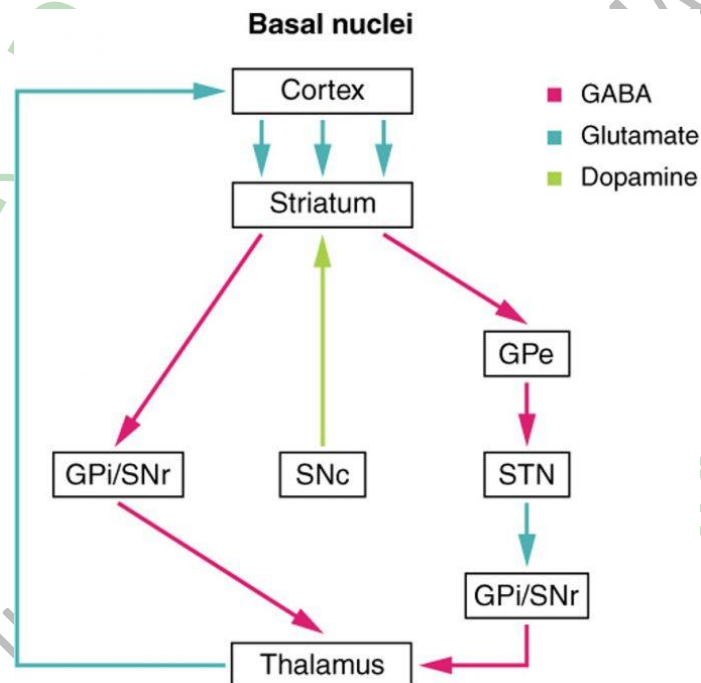 Basal nuclei
Cortex
GABA
Glutamate
Dopamine
Striatum
GPe
GPi/SNr
SNc
STN
GPi/SNr
Thalamus